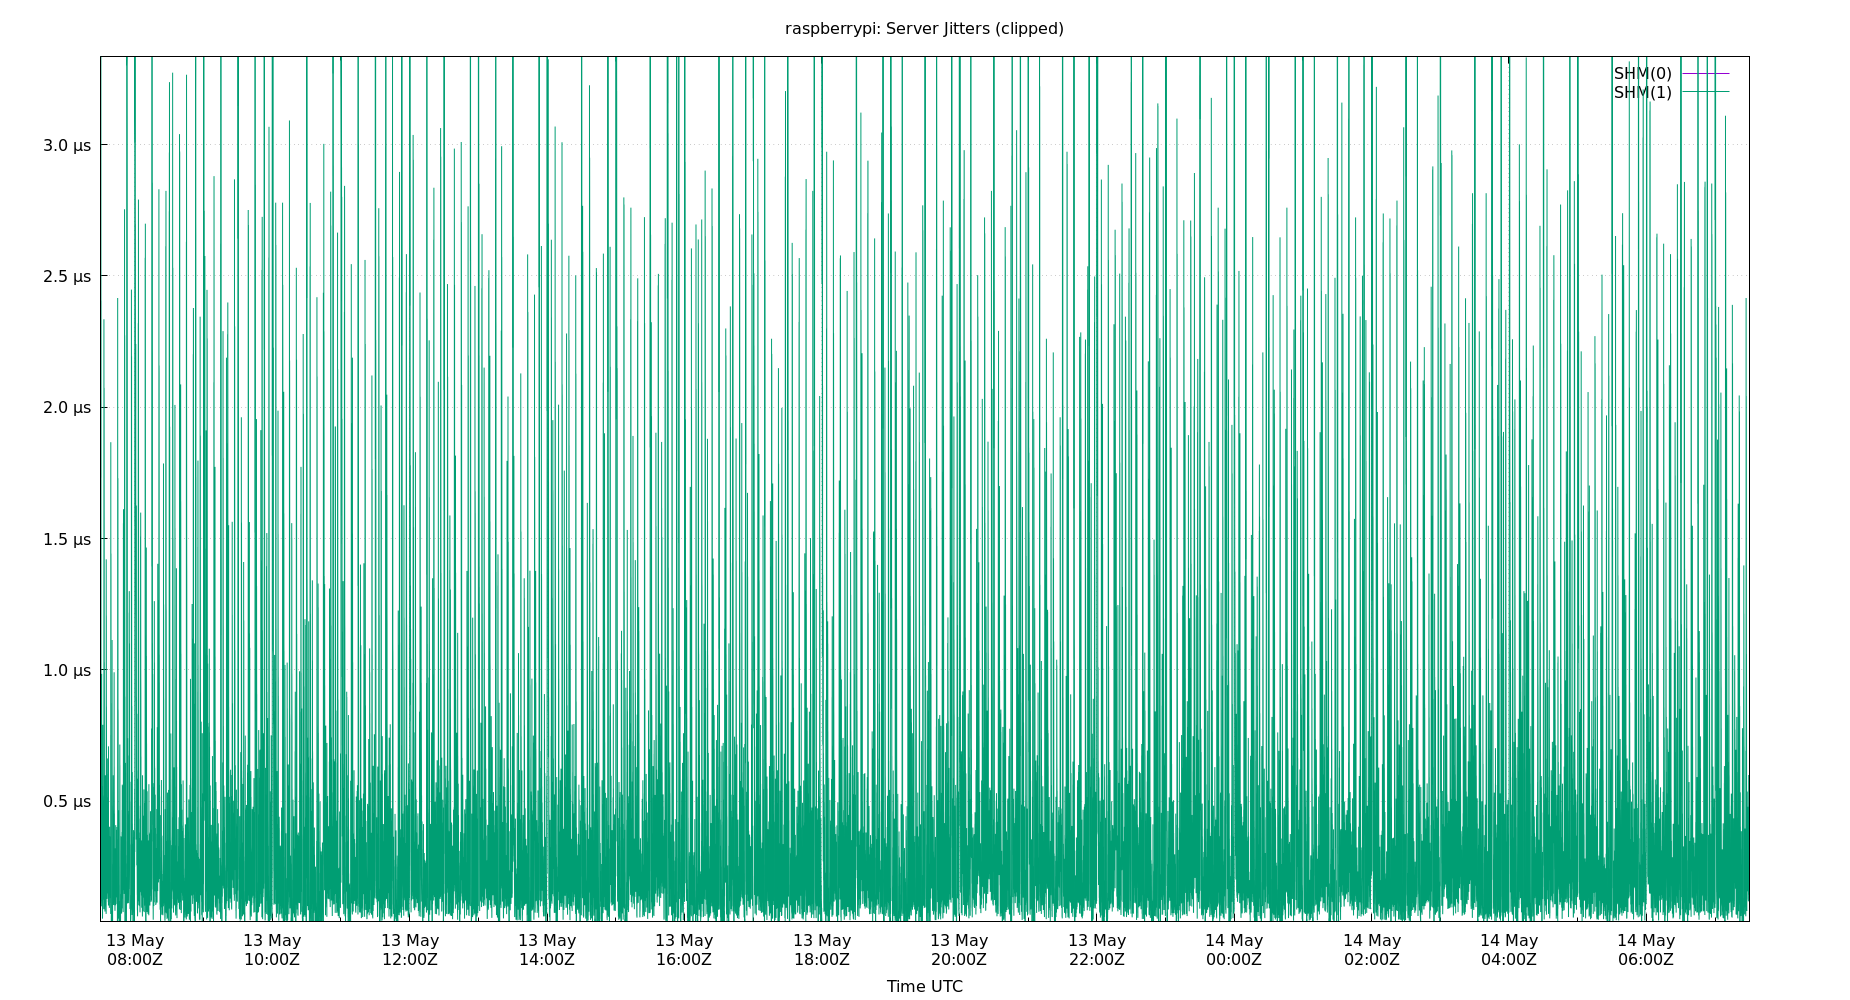 raspberrypi: Server Jitters (clipped)
SHM(0)
SHM(1)
3.0 µs
2.5 µs
2.0 µs
1.5 µs
1.0 µs
0.5 µs
13 May 13 May 13 May 13 May 13 May 13 May 13 May 13 May 14 May 14 May 14 May 14 May
08:00Z 10:00Z 12:00Z 14:00Z 16:00Z 18:00Z 20:00Z 22:00Z 00:00Z 02:00Z 04:00Z 06:00Z
Time UTC